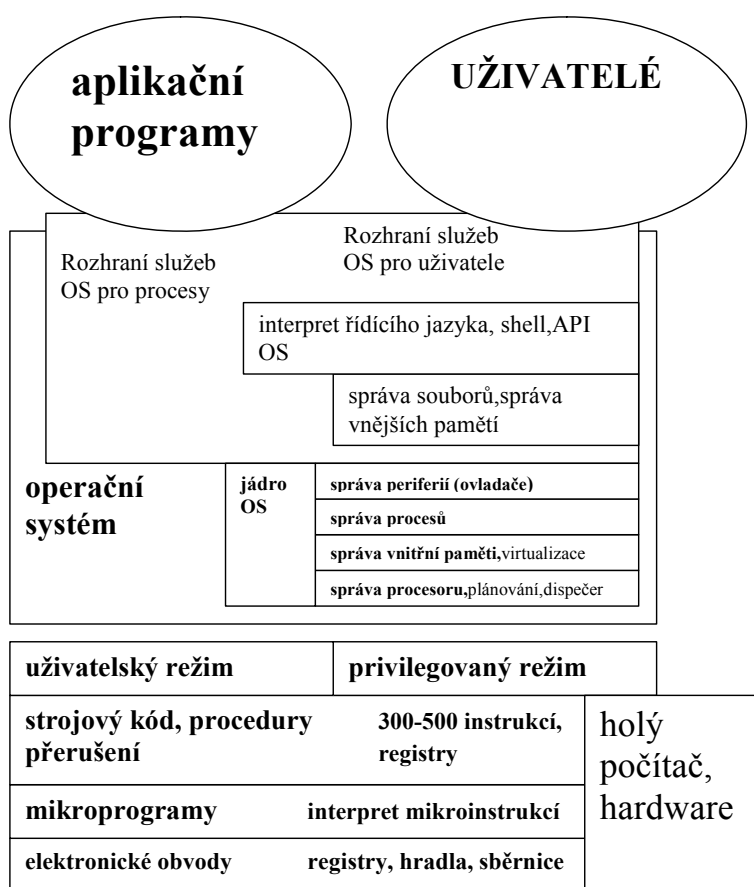 aplikační
programy
UŽIVATELÉ
Rozhraní služeb
OS pro procesy
Rozhraní služeb
OS pro uživatele
interpret řídícího jazyka, shell,API
OS
správa souborů,správa
vnějších pamětí
operační
systém
jádro
OS
správa periferií (ovladače)
správa procesů
správa vnitřní paměti,virtualizace
správa procesoru,plánování,dispečer
uživatelský režim
privilegovaný režim
strojový kód, procedury
přerušení
300-500 instrukcí,
registry
holý
počítač,
hardware
mikroprogramy
interpret mikroinstrukcí
elektronické obvody
registry, hradla, sběrnice